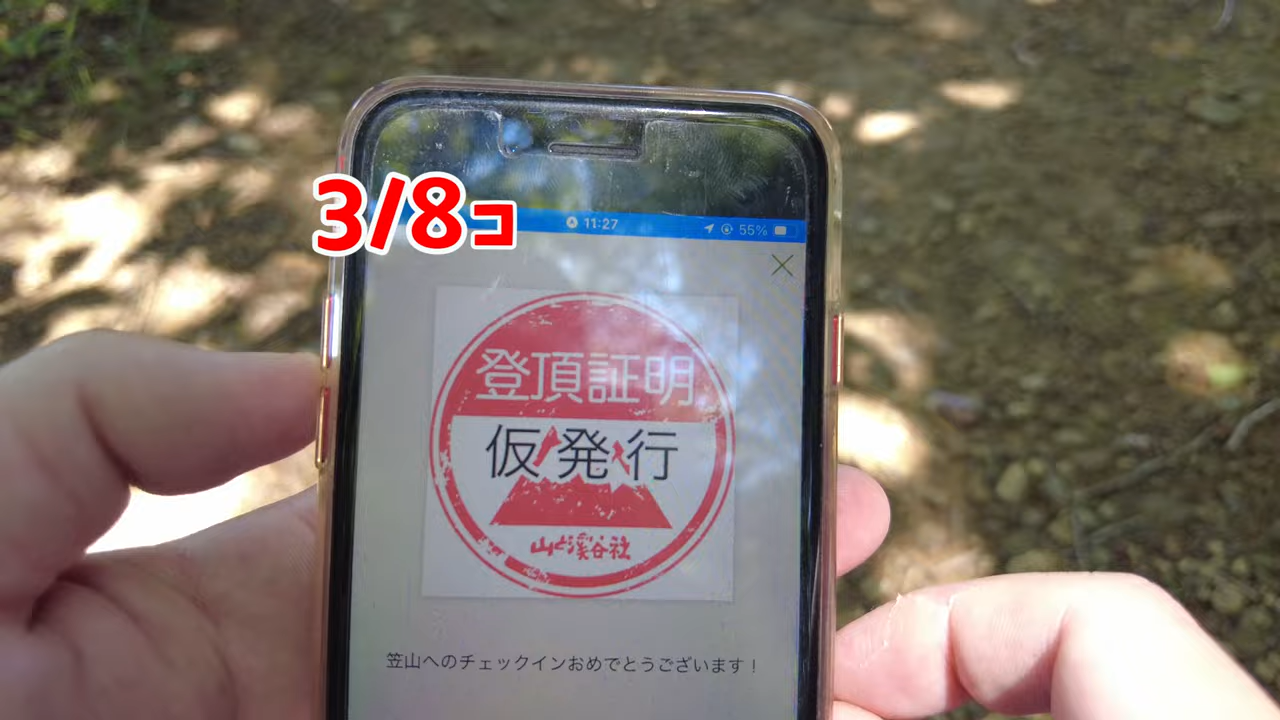 3/8コ
11:27
55%
登頂証明
仮発行
山と溪谷社
笠山へのチェックインおめでとうございます!